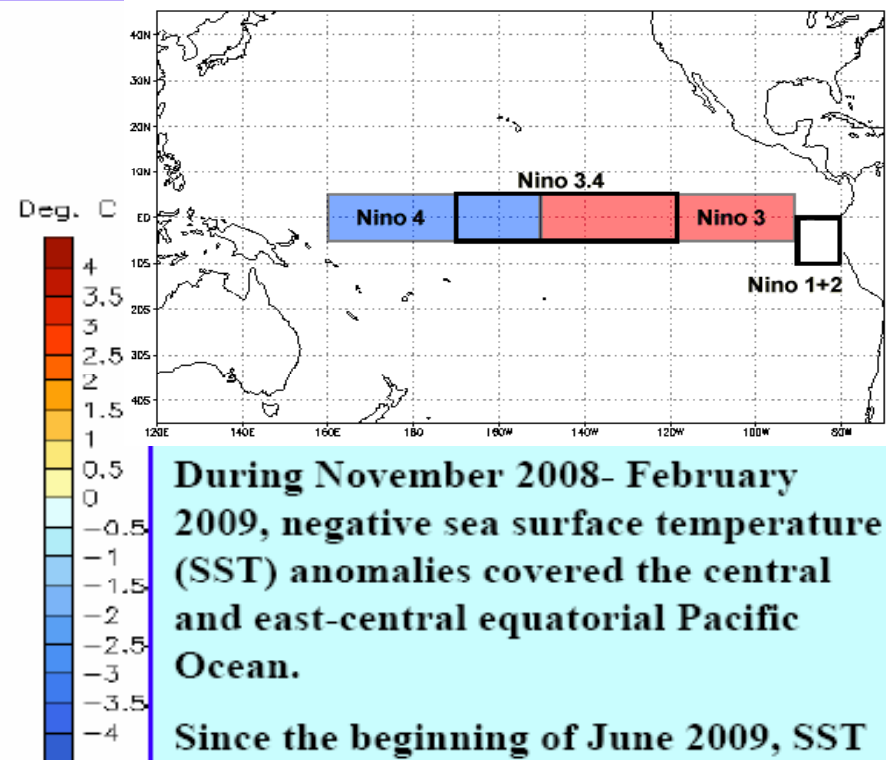 40N
30N
20N
10N
EQ
10S
20S
30S
40S
120E 140E 160E 180 160W 140W 120W 100W 80W
Nino 3.4
Nino 4
Nino 3
Nino 1+2
Deg. C
4
3.5
3
2.5
2
1.5
1
0.5
0
-0.5
-1
-1.5
-2
-2.5
-3
-3.5
-4
During November 2008- February
2009, negative sea surface temperature
(SST) anomalies covered the central
and east-central equatorial Pacific
Ocean.
Since the beginning of June 2009, SST